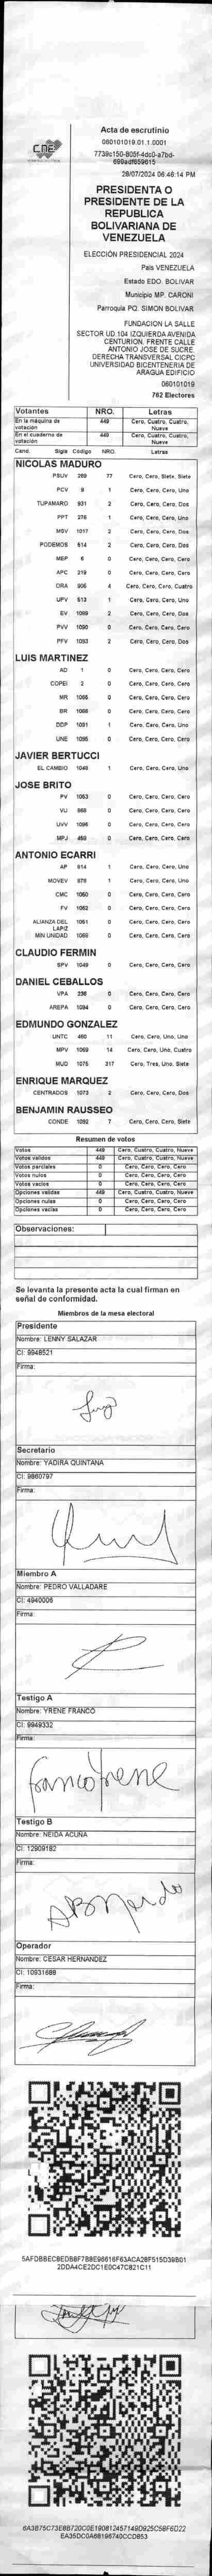 CNE
Acta de escrutinio
060101019.01.1.0001
7739c150-805f-4dc0-a7bd-
699adf659615
28/07/2024 06:46:14 PM
PRESIDENTA O
PRESIDENTE DE LA
REPUBLICA
BOLIVARIANA DE
VENEZUELA
ELECCIÓN PRESIDENCIAL 2024
Pais VENEZUELA
Estado EDO. BOLIVAR
Municipio MP. CARONI
Parroquia PQ. SIMON BOLIVAR
FUNDACION LA SALLE
SECTOR UD 104 IZQUIERDA AVENIDA
CENTURION. FRENTE CALLE
ANTONIO JOSE DE SUCRE.
DERECHA TRANSVERSAL CICPC
UNIVERSIDAD BICENTENERIA DE
ARAGUA EDIFICIO
060101019
762 Electores
Votantes NRO. Letras
En la máquina de votación 449 Cero, Cuatro, Cuatro, Nueve
En el cuaderno de votación 449 Cero, Cuatro, Cuatro, Nueve
Cand. Sigla Código NRO. Letras
NICOLAS MADURO
PSUV 269 77 Cero, Cero, Siete, Siete
PCV 9 1 Cero, Cero, Cero, Uno
TUPAMARO 931 2 Cero, Cero, Cero, Dos
PPT 276 1 Cero, Cero, Cero, Uno
MSV 1017 2 Cero, Cero, Cero, Dos
PODEMOS 614 2 Cero, Cero, Cero, Dos
MEP 6 0 Cero, Cero, Cero, Cero
APC 219 0 Cero, Cero, Cero, Cero
ORA 906 4 Cero, Cero, Cero, Cuatro
UPV 513 1 Cero, Cero, Cero, Uno
EV 1089 2 Cero, Cero, Cero, Dos
PVV 1090 0 Cero, Cero, Cero, Cero
PFV 1093 2 Cero, Cero, Cero, Dos
LUIS MARTINEZ
AD 1 0 Cero, Cero, Cero, Cero
COPEI 2 0 Cero, Cero, Cero, Cero
MR 1066 0 Cero, Cero, Cero, Cero
BR 1068 0 Cero, Cero, Cero, Cero
DDP 1081 1 Cero, Cero, Cero, Uno
UNE 1095 0 Cero, Cero, Cero, Cero
JAVIER BERTUCCI
EL CAMBIO 1048 1 Cero, Cero, Cero, Uno
JOSE BRITO
PV 1053 0 Cero, Cero, Cero, Cero
VU 868 0 Cero, Cero, Cero, Cero
UVV 1096 0 Cero, Cero, Cero, Cero
MPJ 459 0 Cero, Cero, Cero, Cero
ANTONIO ECARRI
AP 814 1 Cero, Cero, Cero, Uno
MOVEV 878 1 Cero, Cero, Cero, Uno
CMC 1050 0 Cero, Cero, Cero, Cero
FV 1052 0 Cero, Cero, Cero, Cero
ALIANZA DEL LAPIZ 1051 0 Cero, Cero, Cero, Cero
MIN UNIDAD 1069 0 Cero, Cero, Cero, Cero
CLAUDIO FERMIN
SPV 1049 0 Cero, Cero, Cero, Cero
DANIEL CEBALLOS
VPA 236 0 Cero, Cero, Cero, Cero
AREPA 1094 0 Cero, Cero, Cero, Cero
EDMUNDO GONZALEZ
UNTC 460 11 Cero, Cero, Uno, Uno
MPV 1059 14 Cero, Cero, Uno, Cuatro
MUD 1075 317 Cero, Tres, Uno, Siete
ENRIQUE MARQUEZ
CENTRADOS 1073 2 Cero, Cero, Cero, Dos
BENJAMIN RAUSSEO
CONDE 1092 7 Cero, Cero, Cero, Siete
Resumen de votos
Votos 449 Cero, Cuatro, Cuatro, Nueve
Votos válidos 449 Cero, Cuatro, Cuatro, Nueve
Votos parciales 0 Cero, Cero, Cero, Cero
Votos nulos 0 Cero, Cero, Cero, Cero
Votos vacíos 0 Cero, Cero, Cero, Cero
Opciones válidas 449 Cero, Cuatro, Cuatro, Nueve
Opciones nulas 0 Cero, Cero, Cero, Cero
Opciones vacías 0 Cero, Cero, Cero, Cero
Observaciones:
Se levanta la presente acta la cual firman en
señal de conformidad.
Miembros de la mesa electoral
Presidente
Nombre: LENNY SALAZAR
CI: 9948521
Firma:
Secretario
Nombre: YADIRA QUINTANA
CI: 9860797
Firma:
Miembro A
Nombre: PEDRO VALLADARE
CI: 4940006
Firma:
Testigo A
Nombre: YRENE FRANCO
CI: 9949332
Firma:
Franco Yrene
Testigo B
Nombre: NEIDA ACUÑA
CI: 12909182
Firma:
Operador
Nombre: CESAR HERNANDEZ
CI: 10931688
Firma:
5AFDBBEC9EDB8F7B8E96616F63ACA28F515D39B01
2DDA4CE2DC1E0C47C821C11
6A3B75C73E8B720C0E190812457149D925C58F6D22
EA35DC0A68196740CCD853